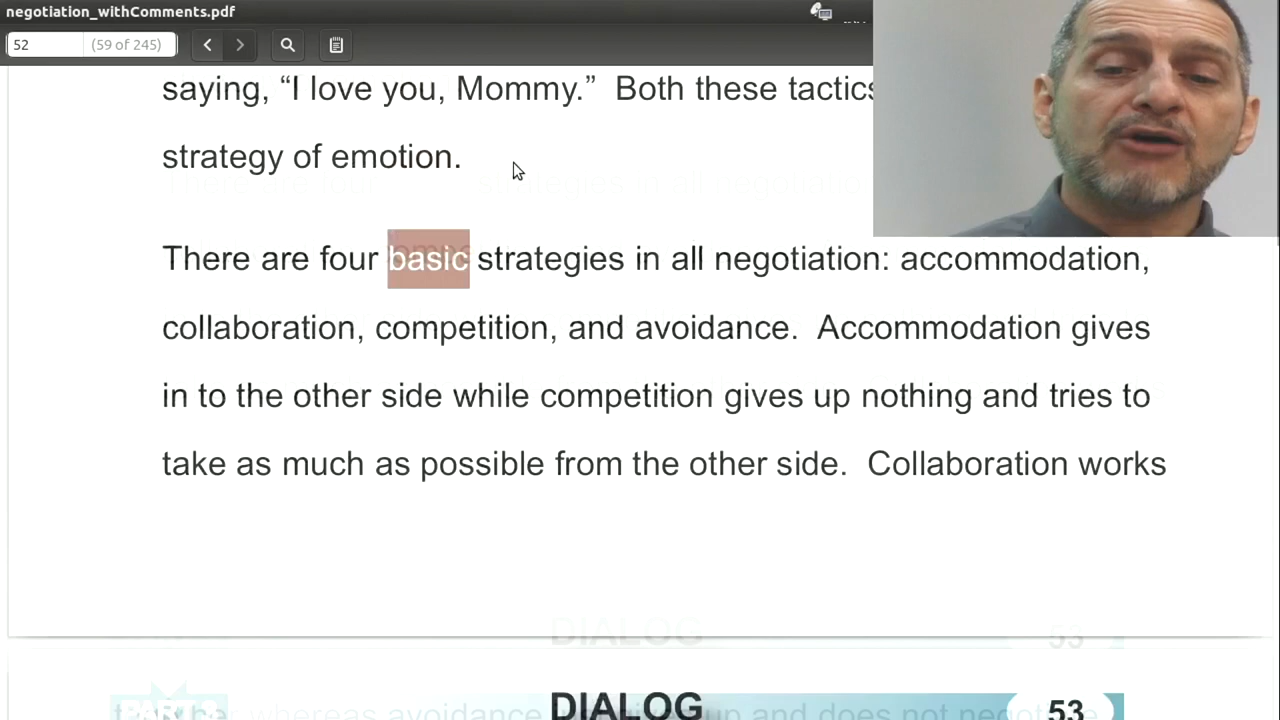 negotiation_withComments.pdf
52 (59 of 245)
saying, “I love you, Mommy.” Both these tactics
strategy of emotion.
There are four basic strategies in all negotiation: accommodation,
collaboration, competition, and avoidance. Accommodation gives
in to the other side while competition gives up nothing and tries to
take as much as possible from the other side. Collaboration works
DIALOG 53
PART
DIALOG 53